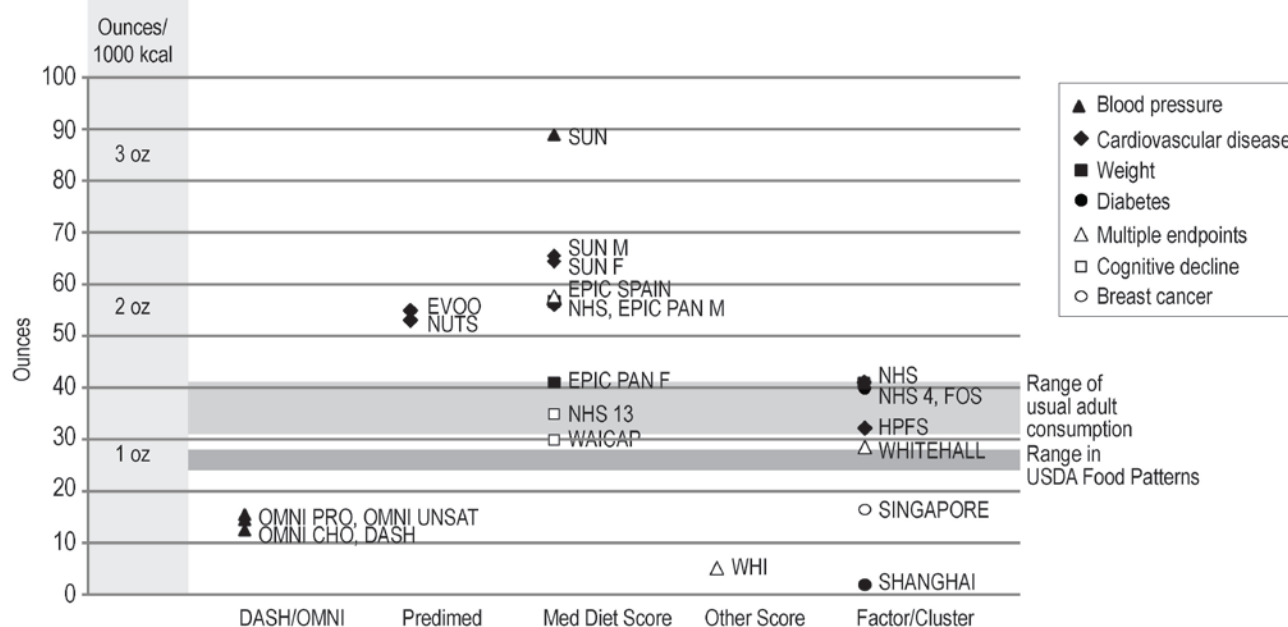 Ounces/
1000 kcal
100
90
80
70
60
50
40
30
20
10
0
3 oz
2 oz
1 oz
Ounces
SUN
SUN M
SUN F
EPIC SPAIN
NHS, EPIC PAN M
EVOO
NUTS
EPIC PAN F
NHS 13
WAICAP
NHS
NHS 4, FOS
HPFS
WHITEHALL
SINGAPORE
SHANGHAI
OMNI PRO, OMNI UNSAT
OMNI CHO, DASH
WHI
DASH/OMNI
Predimed
Med Diet Score
Other Score
Factor/Cluster
Blood pressure
Cardiovascular disease
Weight
Diabetes
Multiple endpoints
Cognitive decline
Breast cancer
Range of
usual adult
consumption
Range in
USDA Food Patterns